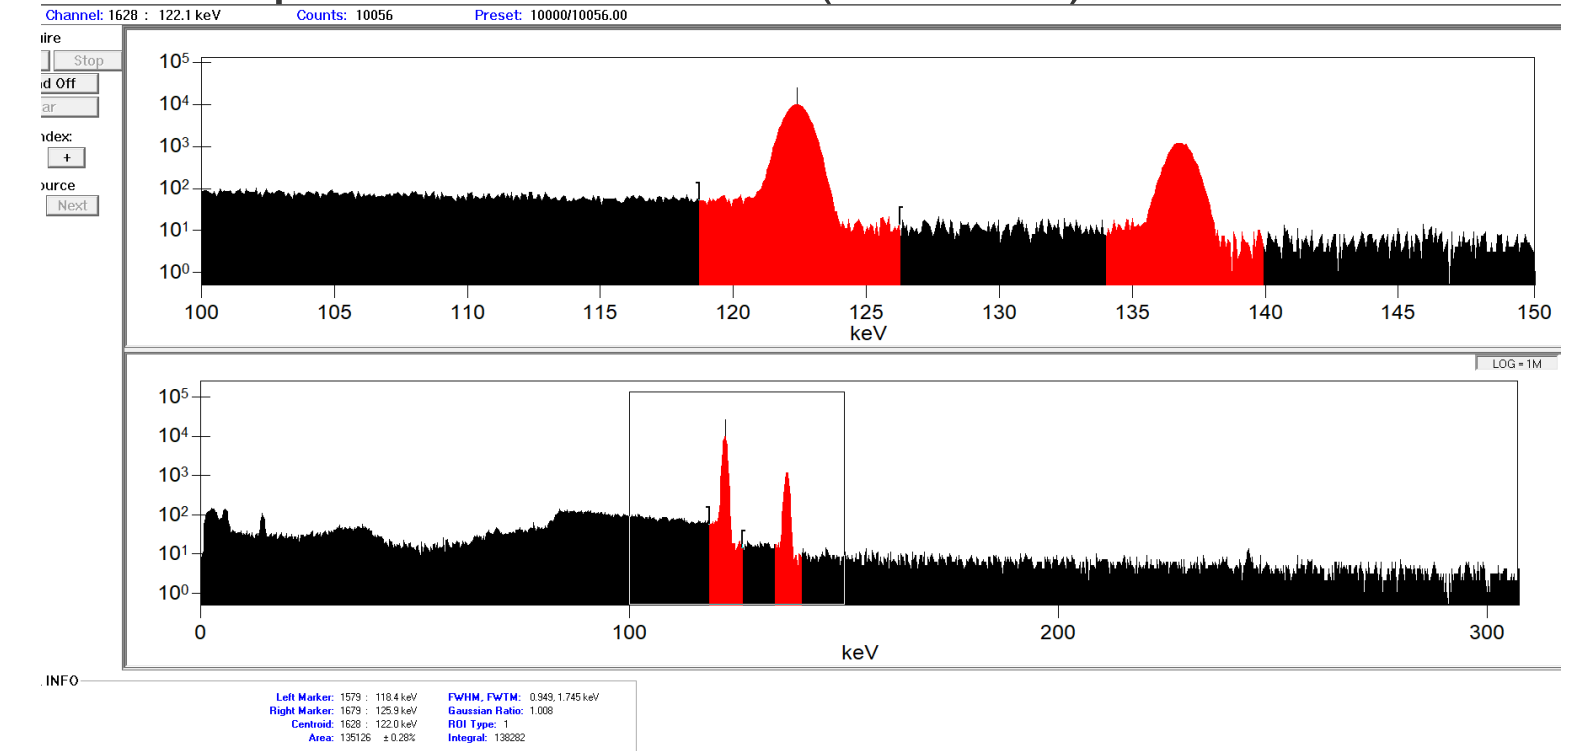 Channel: 1628 : 122.1 keV Counts: 10056 Preset: 10000/10056.00
Stop
Off
+
Next
10⁵
10⁴
10³
10²
10¹
10⁰
100 105 110 115 120 125 130 135 140 145 150
keV
LOG = 1M
10⁵
10⁴
10³
10²
10¹
10⁰
0 100 200 300
keV
INFO
Left Marker: 1579 : 118.4 keV FWHM, FWTM: 0.949, 1.745 keV
Right Marker: 1679 : 125.9 keV Gaussian Ratio: 1.008
Centroid: 1628 : 122.0 keV ROI Type: 1
Area: 135126 ± 0.28% Integral: 138282